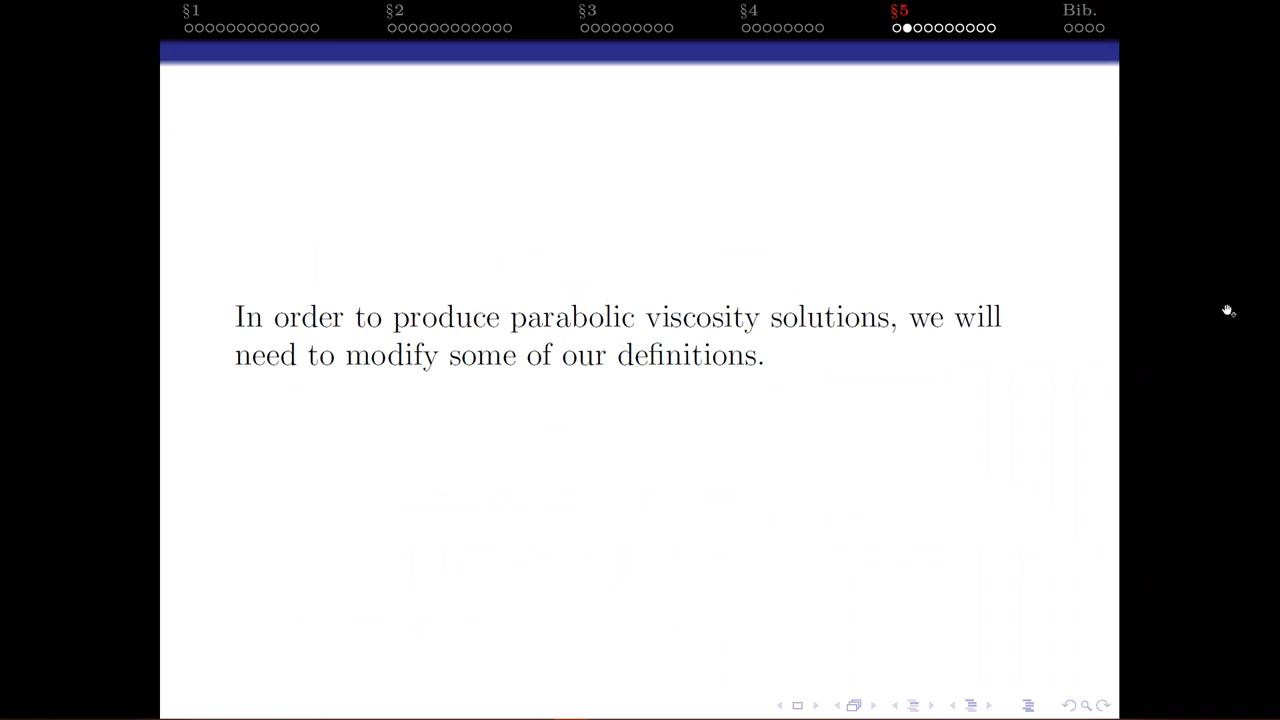 §1 §2 §3 §4 §5 Bib.
In order to produce parabolic viscosity solutions, we will
need to modify some of our definitions.